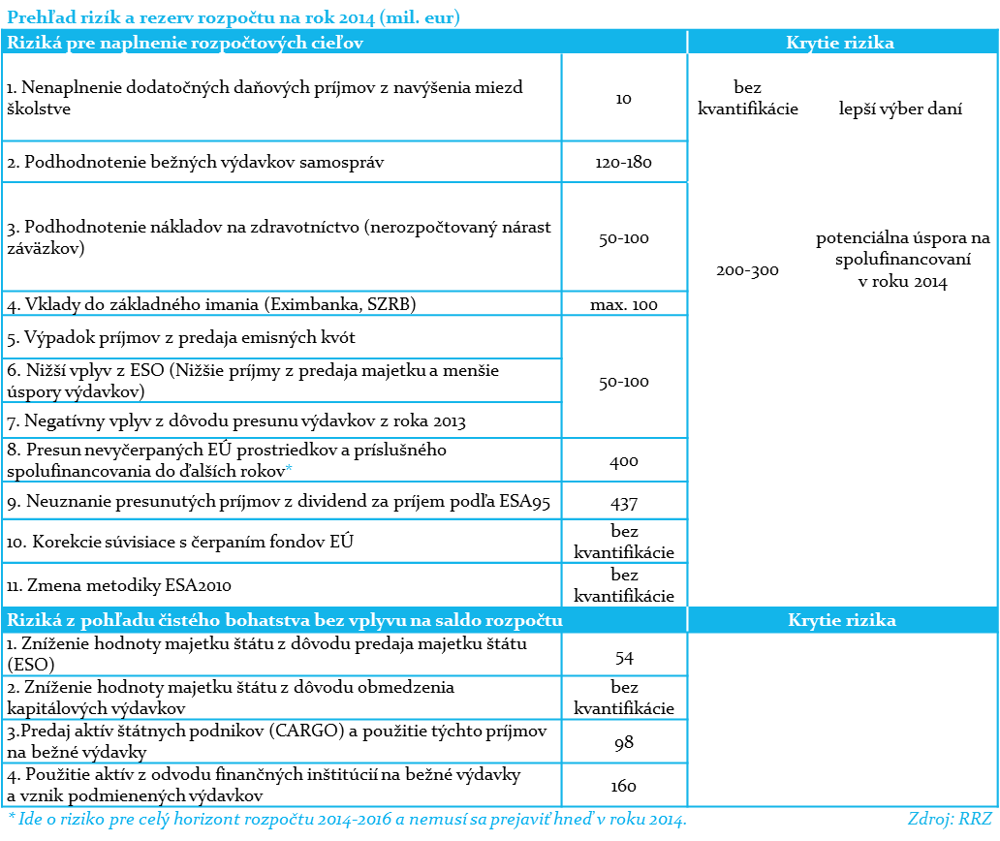 Prehľad rizík a rezerv rozpočtu na rok 2014 (mil. eur)
Riziká pre naplnenie rozpočtových cieľov
Krytie rizika
1. Nenaplnenie dodatočných daňových príjmov z navýšenia miezd
školstve
10
bez
kvantifikácie
lepší výber daní
2. Podhodnotenie bežných výdavkov samospráv
120-180
3. Podhodnotenie nákladov na zdravotníctvo (nerozpočtovaný nárast
záväzkov)
50-100
200-300
potenciálna úspora na
spolufinancovaní
v roku 2014
4. Vklady do základného imania (Eximbanka, SZRB)
max. 100
5. Výpadok príjmov z predaja emisných kvót
6. Nižší vplyv z ESO (Nižšie príjmy z predaja majetku a menšie
úspory výdavkov)
50-100
7. Negatívny vplyv z dôvodu presunu výdavkov z roka 2013
8. Presun nevyčerpaných EÚ prostriedkov a príslušného
spolufinancovania do ďalších rokov*
400
9. Neuznanie presunutých príjmov z dividend za príjem podľa ESA95
437
10. Korekcie súvisiace s čerpaním fondov EÚ
bez
kvantifikácie
11. Zmena metodiky ESA2010
bez
kvantifikácie
Riziká z pohľadu čistého bohatstva bez vplyvu na saldo rozpočtu
Krytie rizika
1. Zníženie hodnoty majetku štátu z dôvodu predaja majetku štátu
(ESO)
54
2. Zníženie hodnoty majetku štátu z dôvodu obmedzenia
kapitálových výdavkov
bez
kvantifikácie
3.Predaj aktív štátnych podnikov (CARGO) a použitie týchto príjmov
na bežné výdavky
98
4. Použitie aktív z odvodu finančných inštitúcií na bežné výdavky
a vznik podmienených výdavkov
160
* Ide o riziko pre celý horizont rozpočtu 2014-2016 a nemusí sa prejaviť hneď v roku 2014.
Zdroj: RRZ